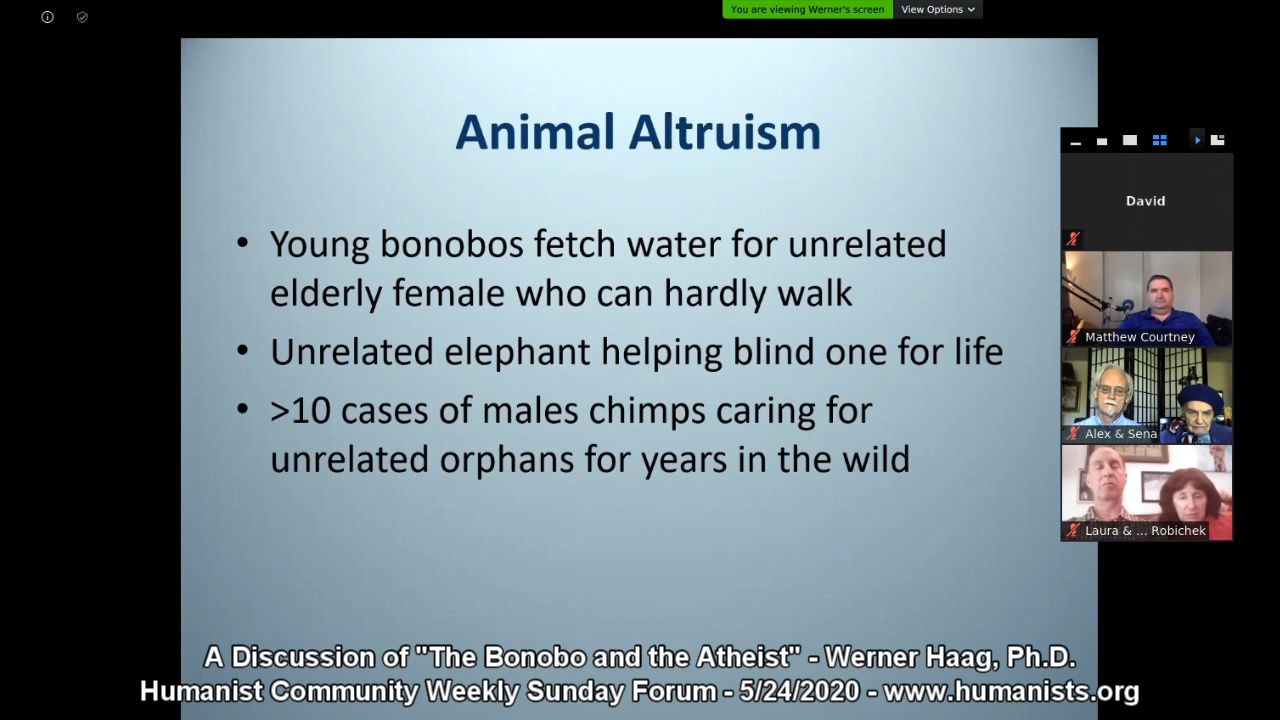 You are viewing Werner's screen
View Options
Animal Altruism
• Young bonobos fetch water for unrelated
elderly female who can hardly walk
• Unrelated elephant helping blind one for life
• >10 cases of males chimps caring for
unrelated orphans for years in the wild
David
Matthew Courtney
Alex & Sena
Laura & ... Robichek
A Discussion of "The Bonobo and the Atheist" - Werner Haag, Ph.D.
Humanist Community Weekly Sunday Forum - 5/24/2020 - www.humanists.org